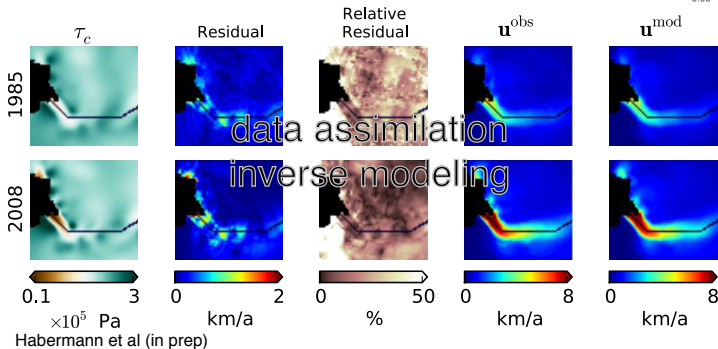 τ_c Residual Relative Residual u^obs u^mod
1985
data assimilation
inverse modeling
2008
0.1 3 0 2 0 50 0 8 0 8
×10^5 Pa km/a % km/a km/a
Habermann et al (in prep)